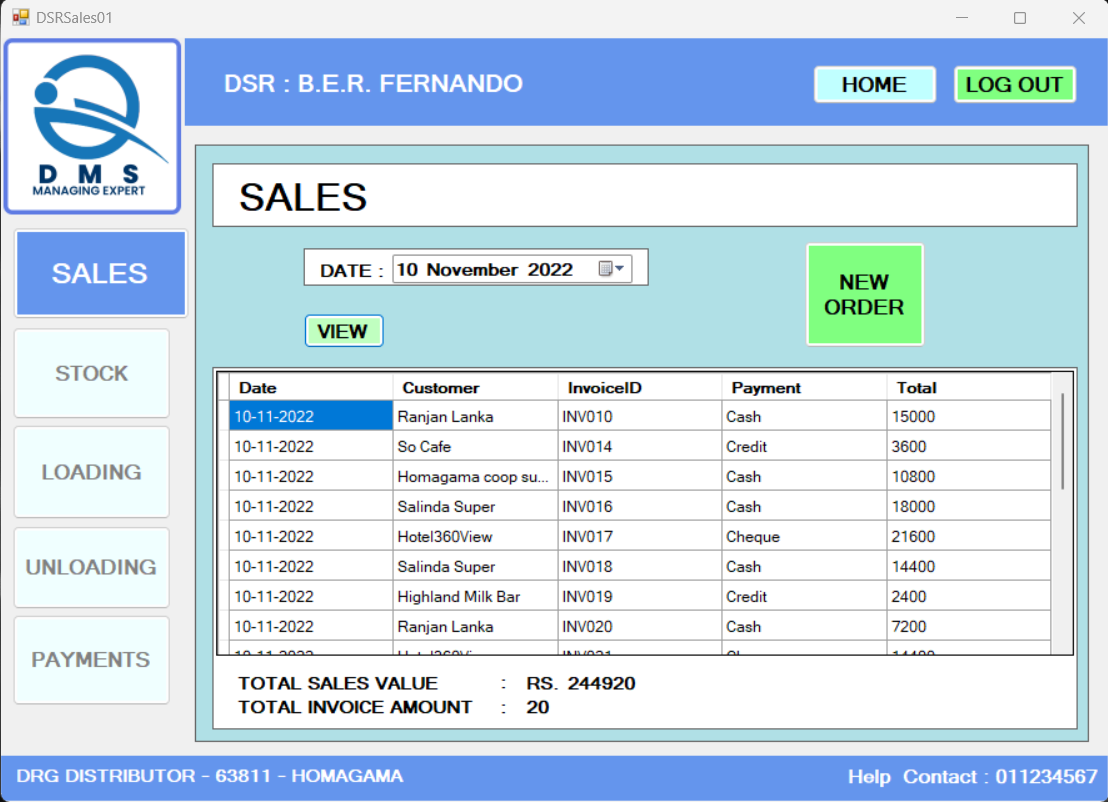 DSRSales01
DMS
MANAGING EXPERT
DSR : B.E.R. FERNANDO
HOME
LOG OUT
SALES
STOCK
LOADING
UNLOADING
PAYMENTS
SALES
DATE : 10 November 2022
VIEW
NEW
ORDER
Date Customer InvoiceID Payment Total
10-11-2022 Ranjan Lanka INV010 Cash 15000
10-11-2022 So Cafe INV014 Credit 3600
10-11-2022 Homagama coop su... INV015 Cash 10800
10-11-2022 Salinda Super INV016 Cash 18000
10-11-2022 Hotel360View INV017 Cheque 21600
10-11-2022 Salinda Super INV018 Cash 14400
10-11-2022 Highland Milk Bar INV019 Credit 2400
10-11-2022 Ranjan Lanka INV020 Cash 7200
TOTAL SALES VALUE : RS. 244920
TOTAL INVOICE AMOUNT : 20
DRG DISTRIBUTOR - 63811 - HOMAGAMA
Help Contact : 011234567